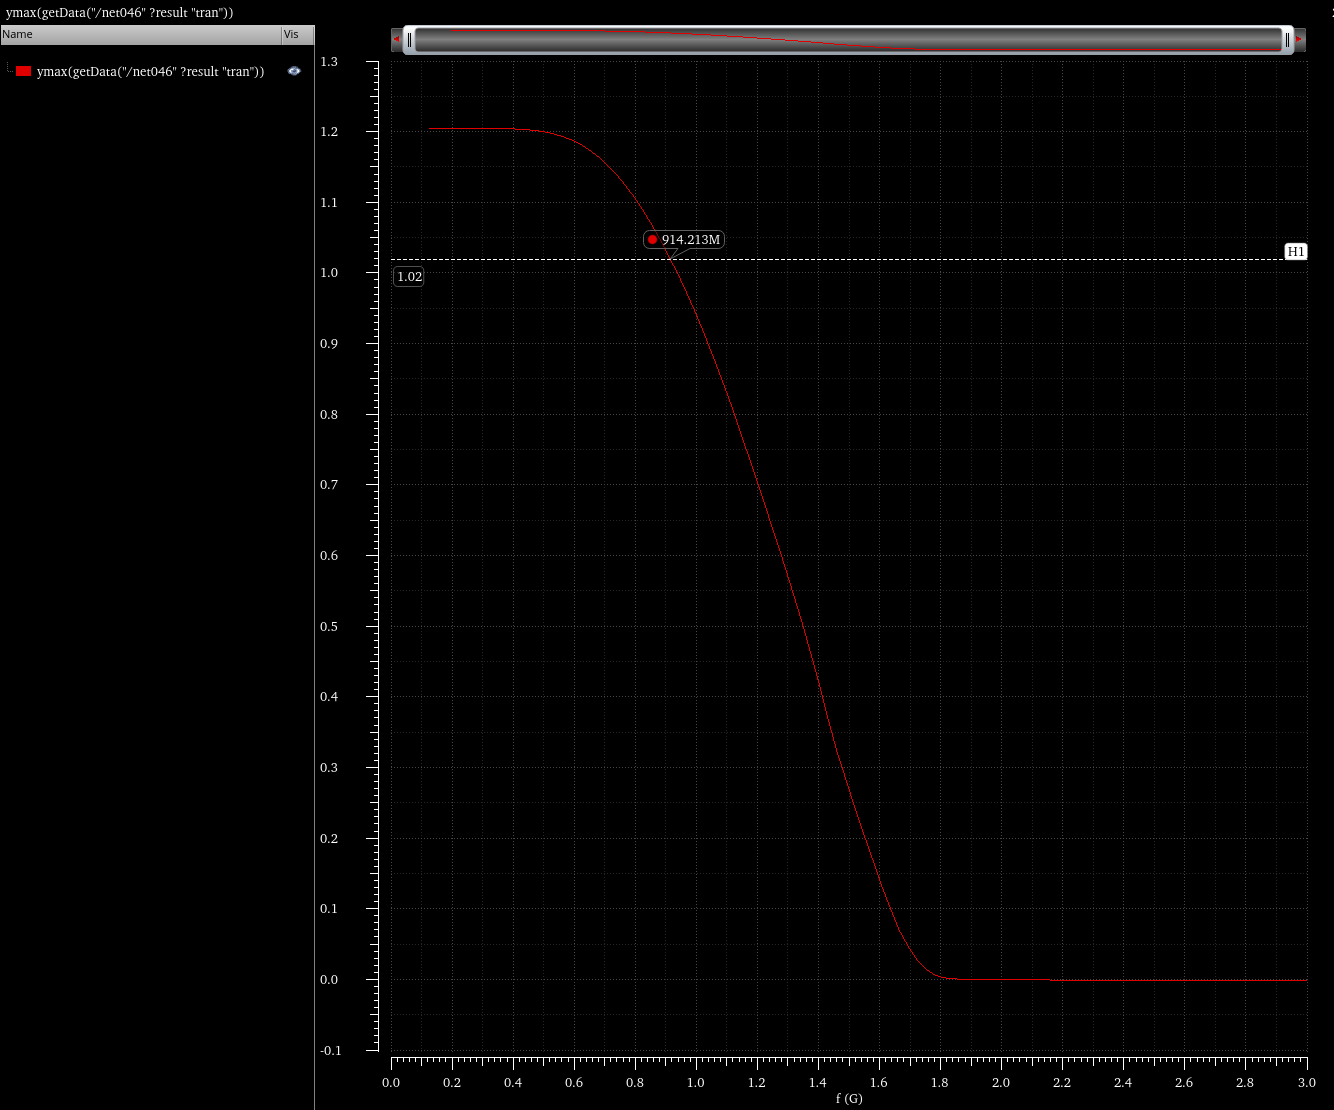 ymax(getData("/net046" ?result "tran"))
Name Vis
ymax(getData("/net046" ?result "tran"))
1.3
1.2
1.1
914.213M
H1
1.02
1.0
0.9
0.8
0.7
0.6
0.5
0.4
0.3
0.2
0.1
0.0
-0.1
0.0 0.2 0.4 0.6 0.8 1.0 1.2 1.4 1.6 1.8 2.0 2.2 2.4 2.6 2.8 3.0
f (G)